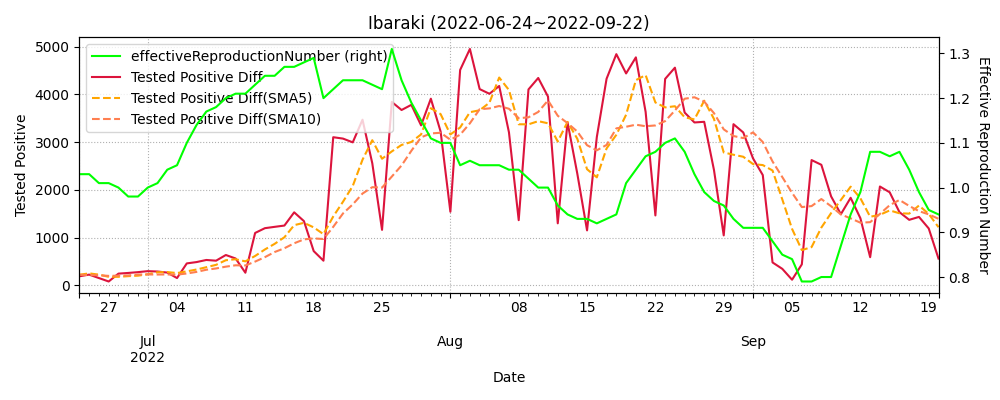 Ibaraki (2022-06-24~2022-09-22)
effectiveReproductionNumber (right)
Tested Positive Diff
Tested Positive Diff(SMA5)
Tested Positive Diff(SMA10)
Tested Positive
5000
4000
3000
2000
1000
0
1.3
1.2
1.1
1.0
0.9
0.8
Effective Reproduction Number
27 04 11 18 25 08 15 22 29 05 12 19
Jul Aug Sep
2022
Date